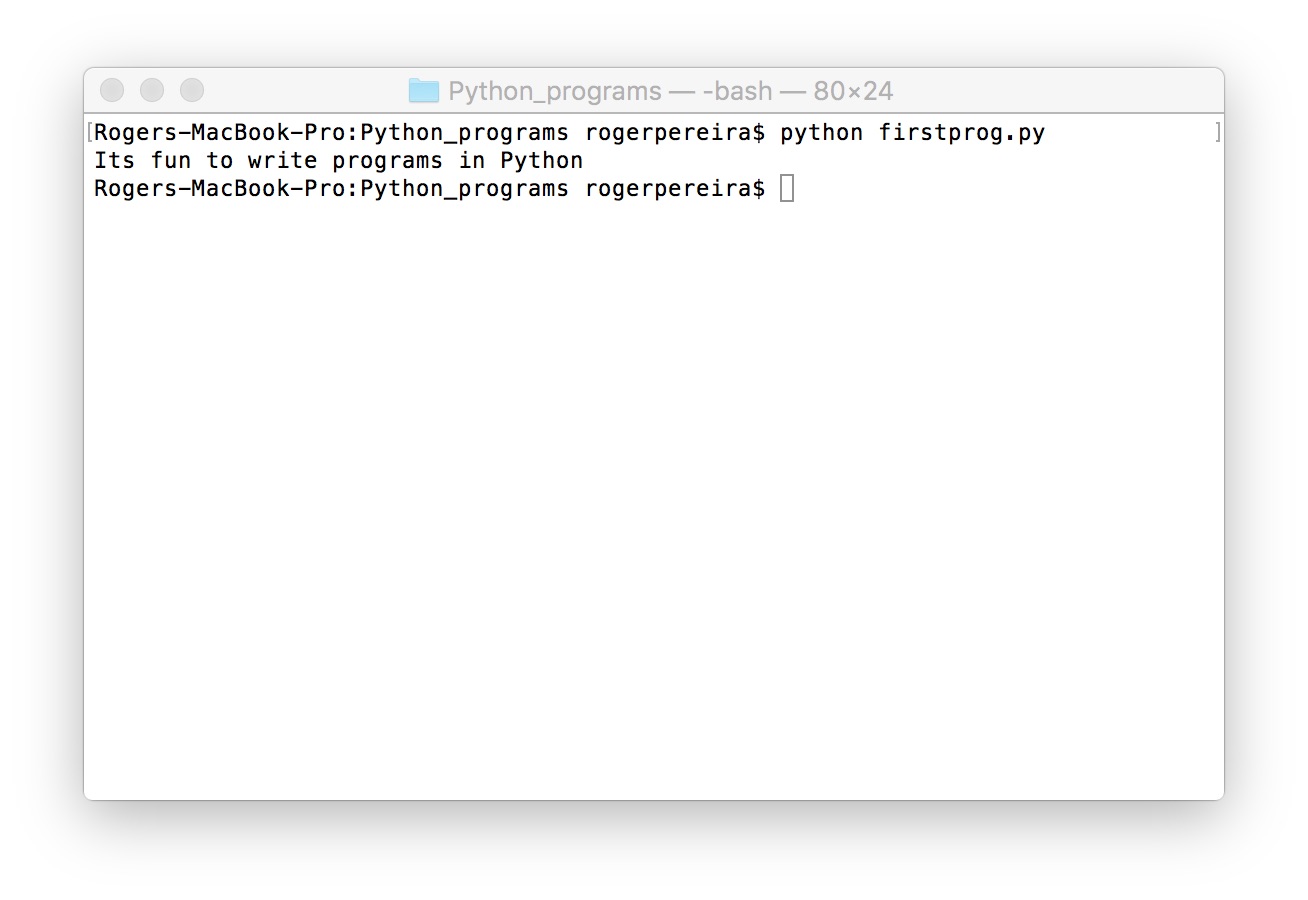 Python_programs — -bash — 80×24
[Rogers-MacBook-Pro:Python_programs rogerpereira$ python firstprog.py ]
Its fun to write programs in Python
Rogers-MacBook-Pro:Python_programs rogerpereira$